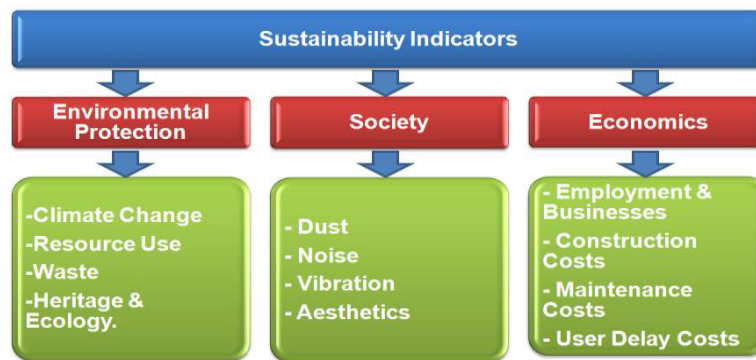 Sustainability Indicators
Environmental
Protection
Society
Economics
-Climate Change
-Resource Use
-Waste
-Heritage &
Ecology.
- Dust
- Noise
- Vibration
- Aesthetics
- Employment &
Businesses
- Construction
Costs
- Maintenance
Costs
- User Delay Costs